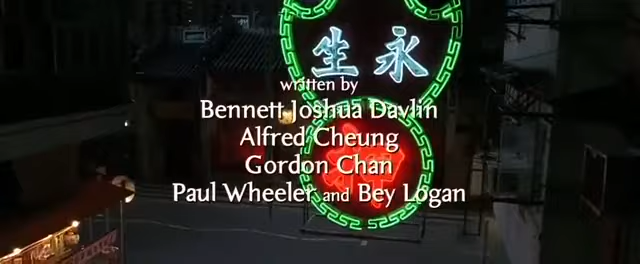 永生
written by
Bennett Joshua Davlin
Alfred Cheung
Gordon Chan
Paul Wheeler and Bey Logan